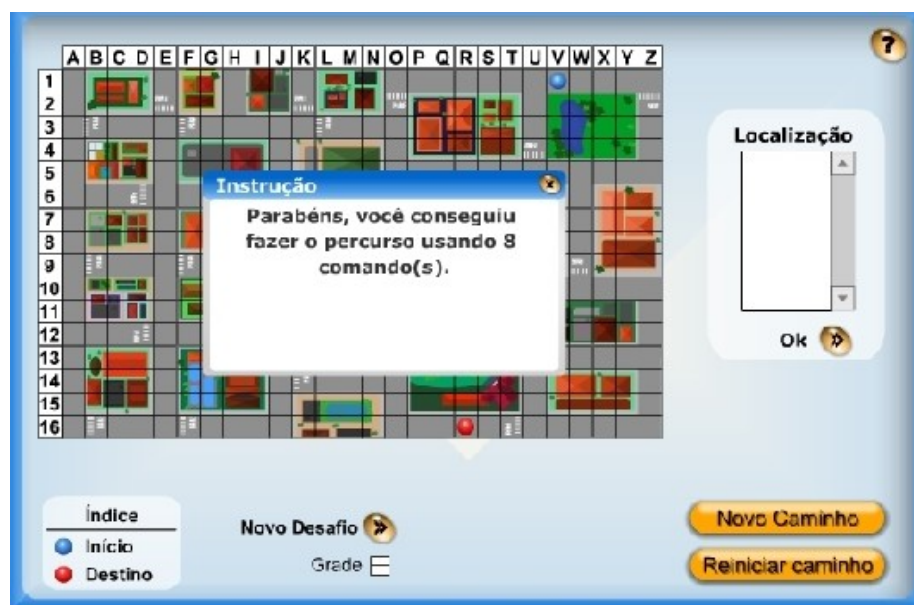 A B C D E F G H I J K L M N O P Q R S T U V W X Y Z
1
2
3
4
5
6
7
8
9
10
11
12
13
14
15
16
?
Localização
Ok
Instrução
Parabéns, você conseguiu
fazer o percurso usando 8
comando(s).
Índice
Início
Destino
Novo Desafio
Grade
Novo Caminho
Reiniciar caminho